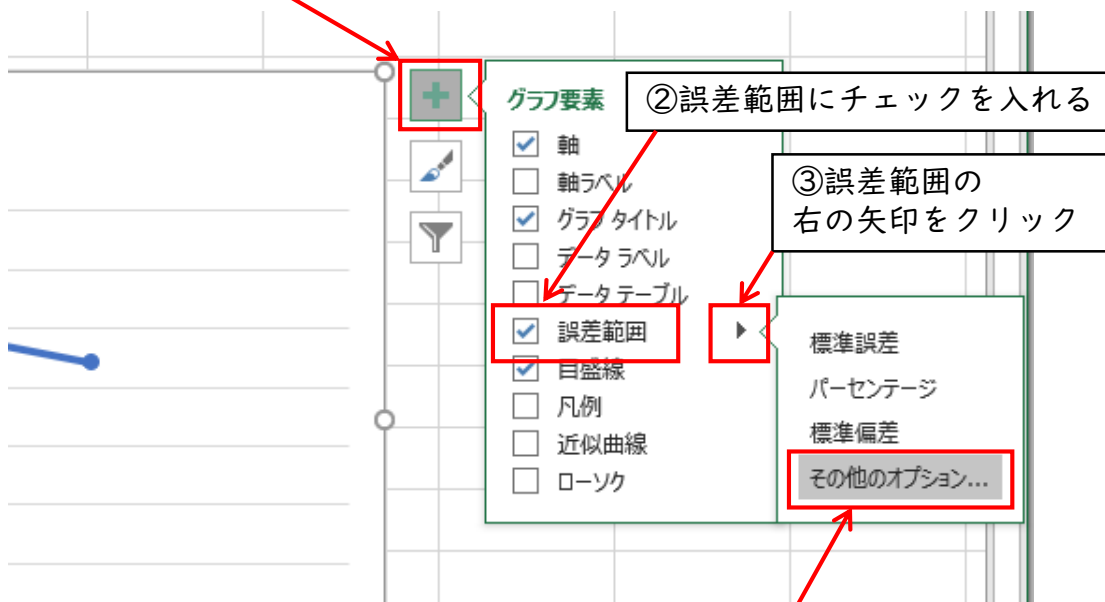 グラフ要素
②誤差範囲にチェックを入れる
軸
軸ラベル
③誤差範囲の
右の矢印をクリック
グラフ タイトル
データ ラベル
データ テーブル
誤差範囲
目盛線
凡例
近似曲線
ローソク
標準誤差
パーセンテージ
標準偏差
その他のオプション...